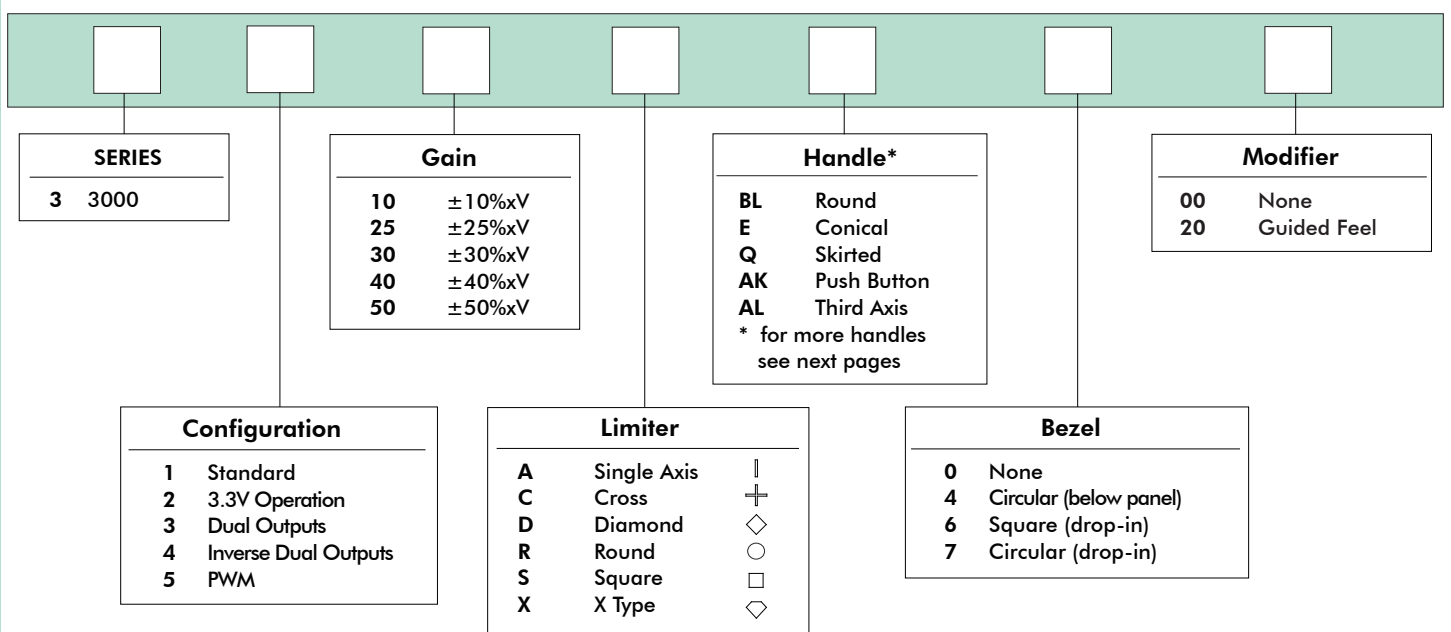 SERIES
3 3000
Gain
10 ±10%xV
25 ±25%xV
30 ±30%xV
40 ±40%xV
50 ±50%xV
Handle*
BL Round
E Conical
Q Skirted
AK Push Button
AL Third Axis
* for more handles
see next pages
Modifier
00 None
20 Guided Feel
Configuration
1 Standard
2 3.3V Operation
3 Dual Outputs
4 Inverse Dual Outputs
5 PWM
Limiter
A Single Axis
C Cross
D Diamond
R Round
S Square
X X Type
Bezel
0 None
4 Circular (below panel)
6 Square (drop-in)
7 Circular (drop-in)